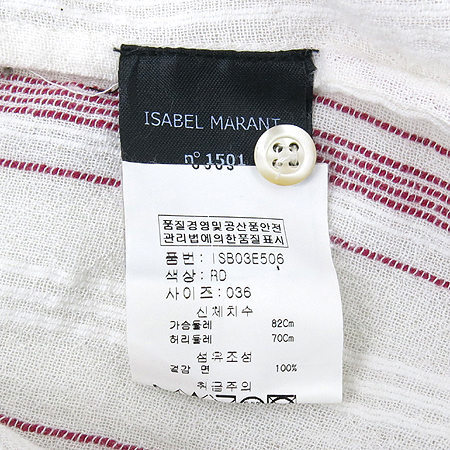 ISABEL MARANT
n° 1501
품질경영및공산품안전
관리법에의한품질표시
품번: ISB03E506
색상: RD
사이즈: 036
신체치수
가슴둘레 82Cm
허리둘레 70Cm
섬유조성
겉감 면 100%
취급주의